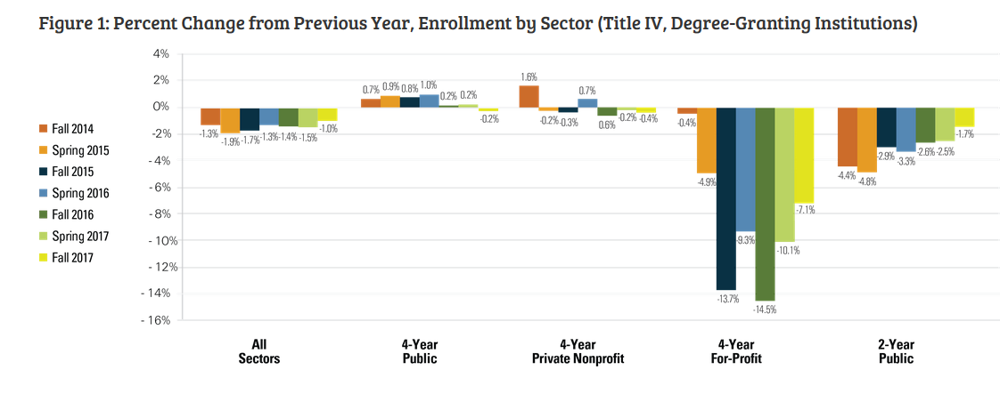 Figure 1: Percent Change from Previous Year, Enrollment by Sector (Title IV, Degree-Granting Institutions)
4%
2%
0%
-2%
-4%
-6%
-8%
-10%
-12%
-14%
-16%
Fall 2014
Spring 2015
Fall 2015
Spring 2016
Fall 2016
Spring 2017
Fall 2017
-1.3%
-1.9%
-1.7%
-1.3%
-1.4%
-1.5%
-1.0%
0.7%
0.9%
0.8%
1.0%
0.2%
0.2%
-0.2%
1.6%
-0.2%
-0.3%
0.7%
0.6%
-0.2%
-0.4%
-0.4%
-4.9%
-13.7%
-9.3%
-14.5%
-10.1%
-7.1%
-4.4%
-4.8%
-2.9%
-3.3%
-2.6%
-2.5%
-1.7%
All
Sectors
4-Year
Public
4-Year
Private Nonprofit
4-Year
For-Profit
2-Year
Public